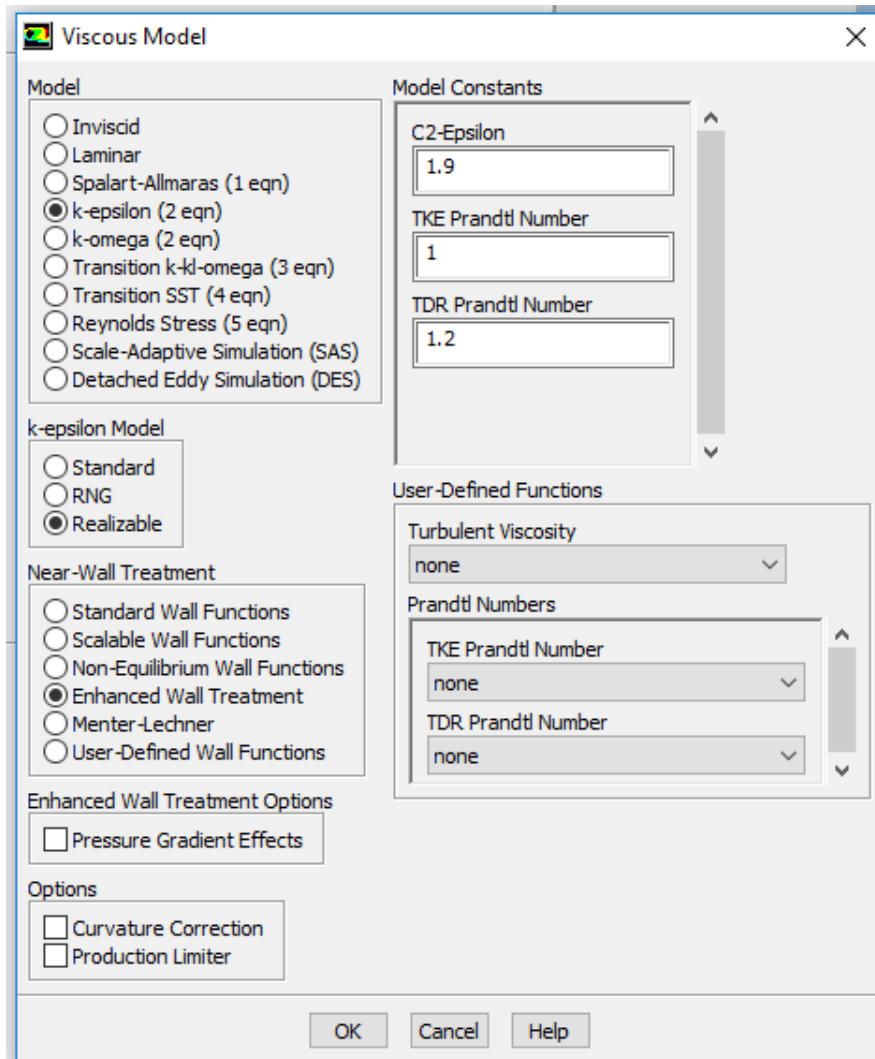 Viscous Model
Model
Inviscid
Laminar
Spalart-Allmaras (1 eqn)
k-epsilon (2 eqn)
k-omega (2 eqn)
Transition k-kl-omega (3 eqn)
Transition SST (4 eqn)
Reynolds Stress (5 eqn)
Scale-Adaptive Simulation (SAS)
Detached Eddy Simulation (DES)
k-epsilon Model
Standard
RNG
Realizable
Near-Wall Treatment
Standard Wall Functions
Scalable Wall Functions
Non-Equilibrium Wall Functions
Enhanced Wall Treatment
Menter-Lechner
User-Defined Wall Functions
Enhanced Wall Treatment Options
Pressure Gradient Effects
Options
Curvature Correction
Production Limiter
Model Constants
C2-Epsilon
1.9
TKE Prandtl Number
1
TDR Prandtl Number
1.2
User-Defined Functions
Turbulent Viscosity
none
Prandtl Numbers
TKE Prandtl Number
none
TDR Prandtl Number
none
OK
Cancel
Help